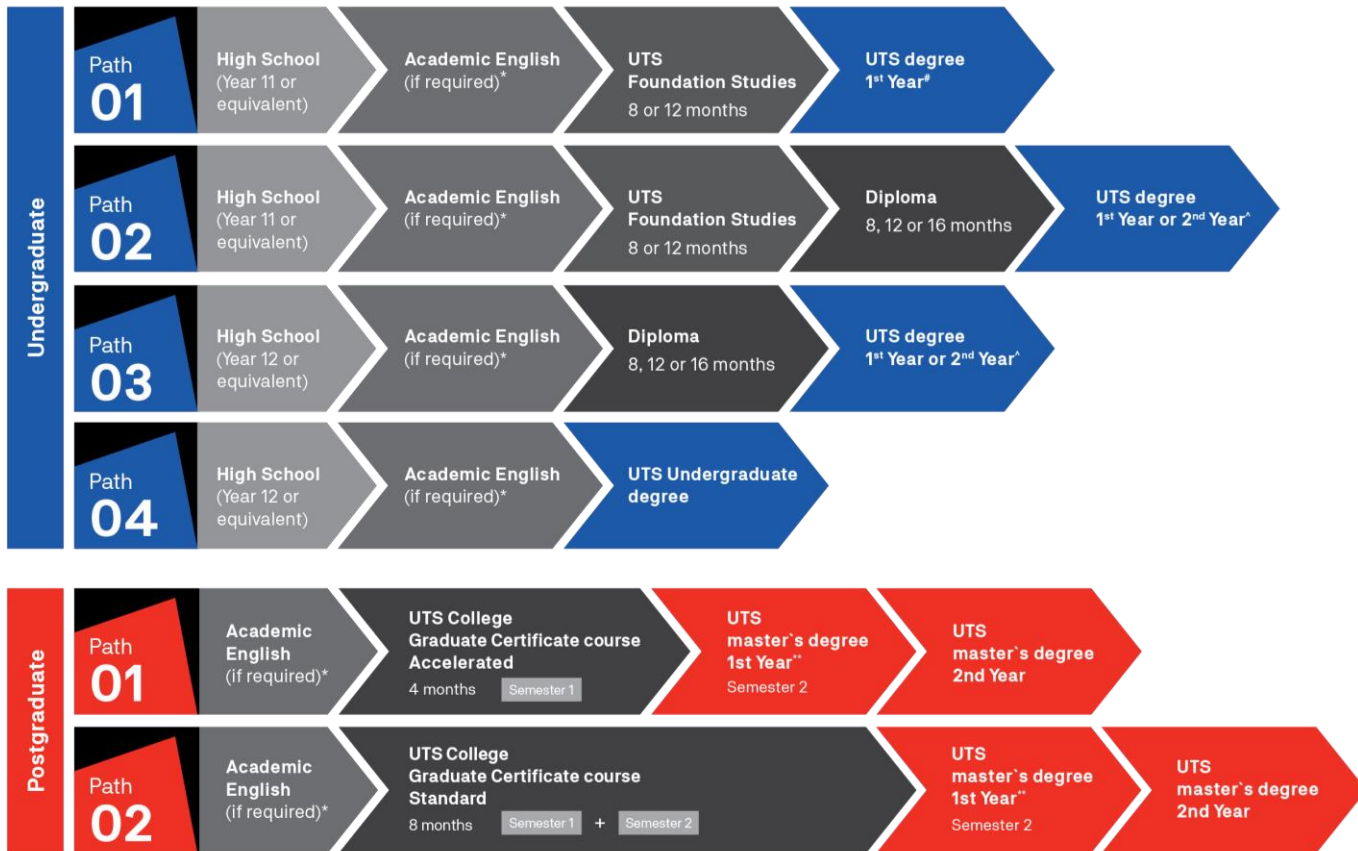 Undergraduate
Path
01
High School
(Year 11 or
equivalent)
Academic English
(if required)*
UTS
Foundation Studies
8 or 12 months
UTS degree
1st Year#
Path
02
High School
(Year 11 or
equivalent)
Academic English
(if required)*
UTS
Foundation Studies
8 or 12 months
Diploma
8, 12 or 16 months
UTS degree
1st Year or 2nd Year^
Path
03
High School
(Year 12 or
equivalent)
Academic English
(if required)*
Diploma
8, 12 or 16 months
UTS degree
1st Year or 2nd Year^
Path
04
High School
(Year 12 or
equivalent)
Academic English
(if required)*
UTS Undergraduate
degree
Postgraduate
Path
01
Academic
English
(if required)*
UTS College
Graduate Certificate course
Accelerated
4 months Semester 1
UTS
master`s degree
1st Year**
Semester 2
UTS
master`s degree
2nd Year
Path
02
Academic
English
(if required)*
UTS College
Graduate Certificate course
Standard
8 months Semester 1 + Semester 2
UTS
master`s degree
1st Year**
Semester 2
UTS
master`s degree
2nd Year